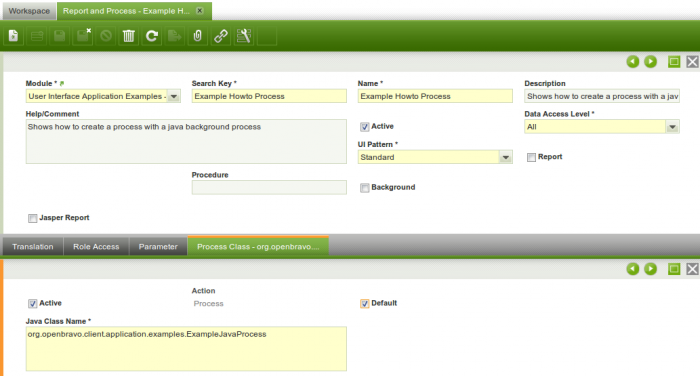 Workspace
Report and Process - Example H...
Module *
Search Key *
Name *
Description
User Interface Application Examples -
Example Howto Process
Example Howto Process
Shows how to create a process with a jav
Help/Comment
Shows how to create a process with a java background process
Active
Data Access Level *
All
UI Pattern *
Standard
Report
Procedure
Background
Jasper Report
Translation
Role Access
Parameter
Process Class - org.openbravo....
Active
Action
Process
Default
Java Class Name *
org.openbravo.client.application.examples.ExampleJavaProcess